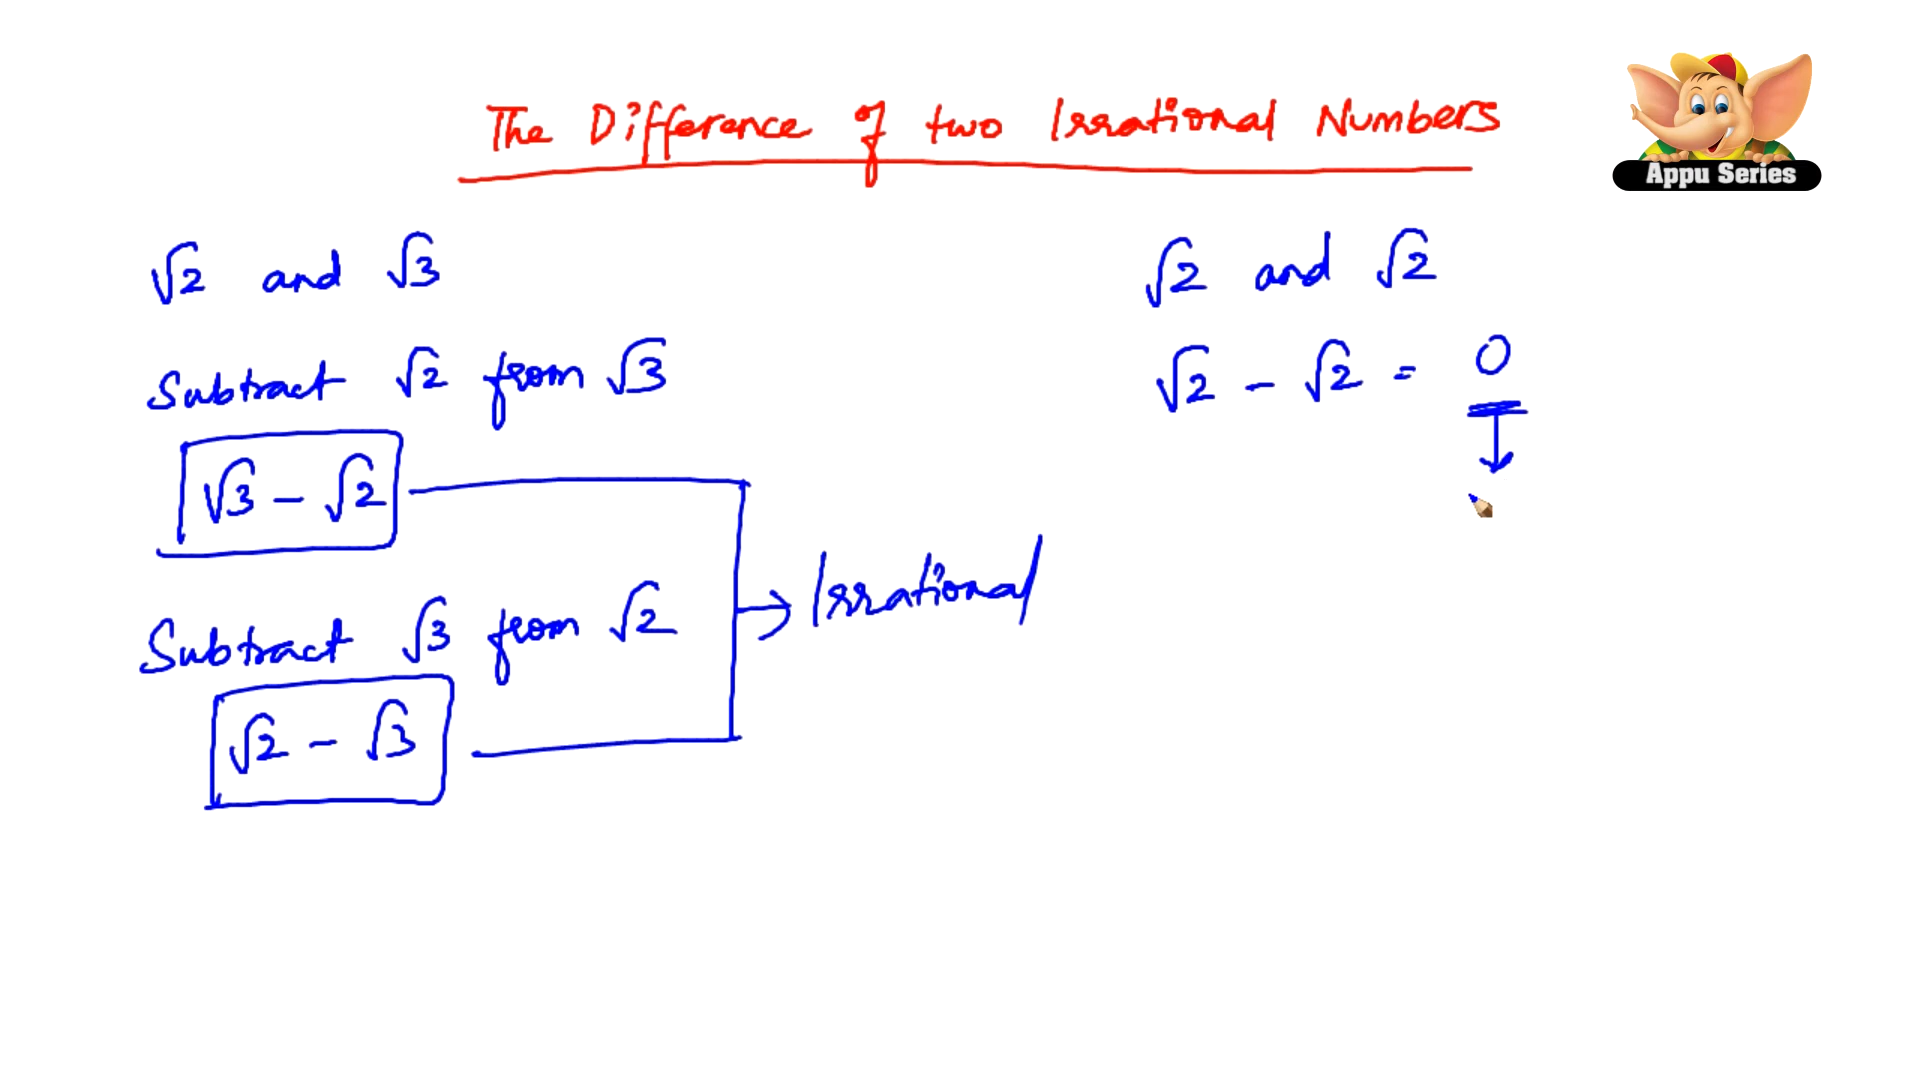 The Difference of two Irrational Numbers
Appu Series
√2 and √3
Subtract √2 from √3
√3 - √2
Irrational
Subtract √3 from √2
√2 - √3
√2 and √2
√2 - √2 = 0